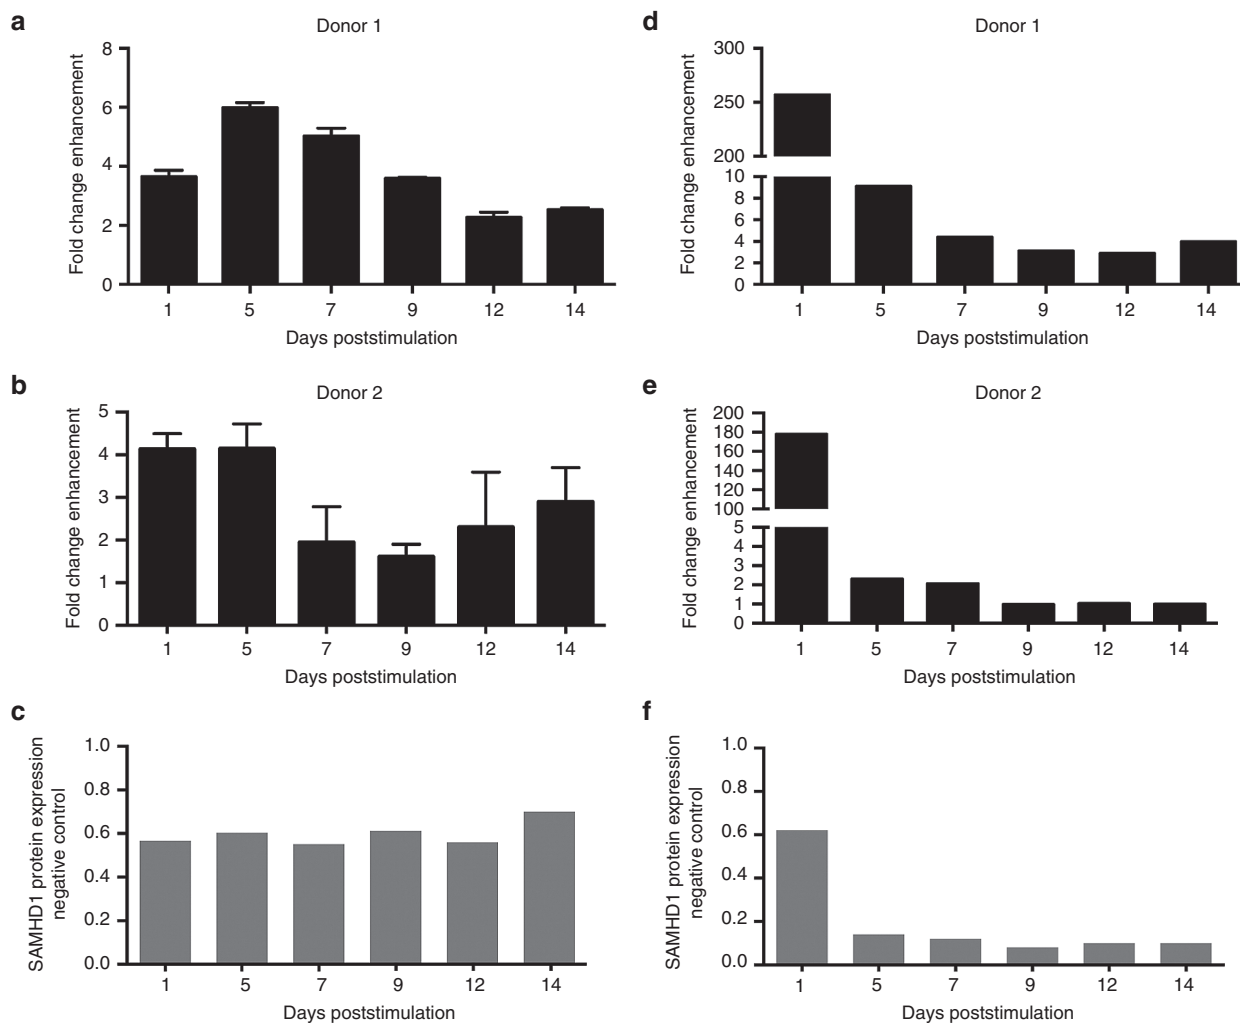 a
Donor 1
Fold change enhancement
8
6
4
2
0
1 5 7 9 12 14
Days poststimulation
d
Donor 1
Fold change enhancement
300
250
200
10
8
6
4
2
0
1 5 7 9 12 14
Days poststimulation
b
Donor 2
Fold change enhancement
5
4
3
2
1
0
1 5 7 9 12 14
Days poststimulation
e
Donor 2
Fold change enhancement
200
180
160
140
120
100
5
4
3
2
1
0
1 5 7 9 12 14
Days poststimulation
c
SAMHD1 protein expression
negative control
1.0
0.8
0.6
0.4
0.2
0.0
1 5 7 9 12 14
Days poststimulation
f
SAMHD1 protein expression
negative control
1.0
0.8
0.6
0.4
0.2
0.0
1 5 7 9 12 14
Days poststimulation